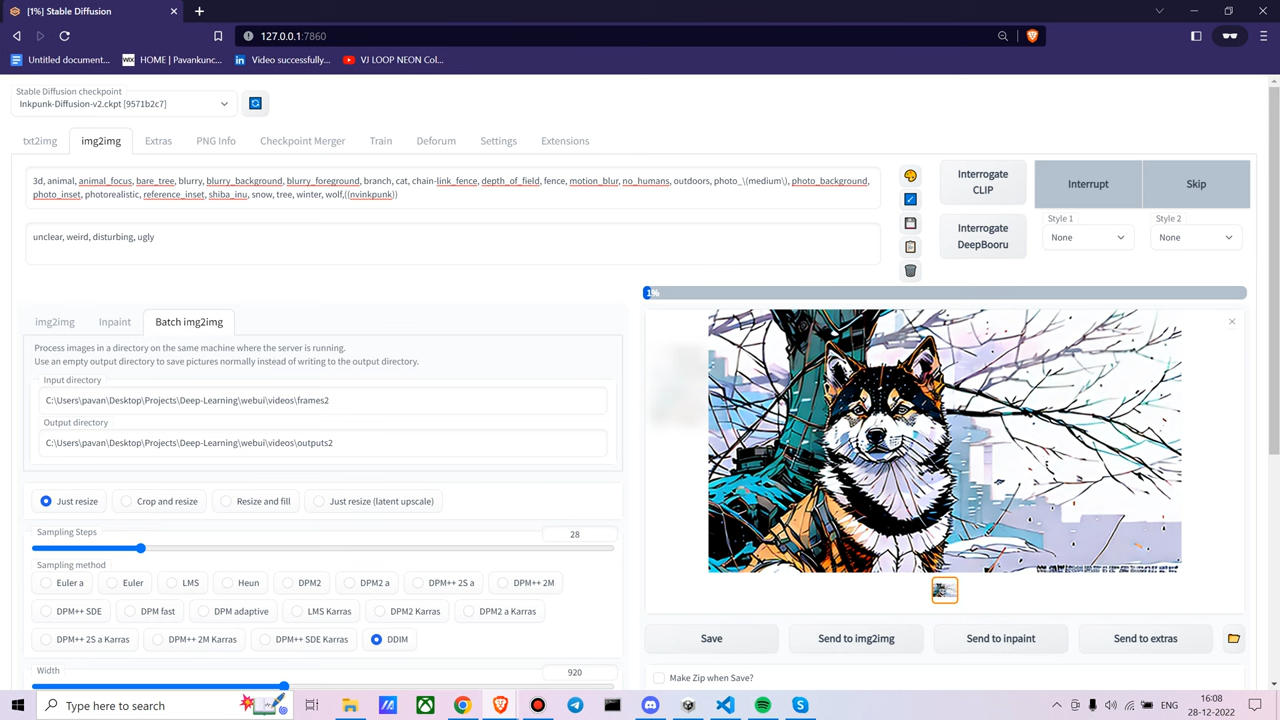 [1%] Stable Diffusion
127.0.0.1:7860
Untitled document...
HOME | Pavankunc...
Video successfully...
VJ LOOP NEON Col...
Stable Diffusion checkpoint
Inkpunk-Diffusion-v2.ckpt [9571b2c7]
txt2img
img2img
Extras
PNG Info
Checkpoint Merger
Train
Deforum
Settings
Extensions
3d, animal, animal_focus, bare_tree, blurry, blurry_background, blurry_foreground, branch, cat, chain-link_fence, depth_of_field, fence, motion_blur, no_humans, outdoors, photo_\(medium\), photo_background,
photo_inset, photorealistic, reference_inset, shiba_inu, snow, tree, winter, wolf,((nvinkpunk))
Interrogate
CLIP
Interrupt
Skip
Style 1
Style 2
None
None
unclear, weird, disturbing, ugly
Interrogate
DeepBooru
1%
img2img
Inpaint
Batch img2img
Process images in a directory on the same machine where the server is running.
Use an empty output directory to save pictures normally instead of writing to the output directory.
Input directory
C:\Users\pavan\Desktop\Projects\Deep-Learning\webui\videos\frames2
Output directory
C:\Users\pavan\Desktop\Projects\Deep-Learning\webui\videos\outputs2
Just resize
Crop and resize
Resize and fill
Just resize (latent upscale)
Sampling Steps
28
Sampling method
Euler a
Euler
LMS
Heun
DPM2
DPM2 a
DPM++ 2S a
DPM++ 2M
DPM++ SDE
DPM fast
DPM adaptive
LMS Karras
DPM2 Karras
DPM2 a Karras
DPM++ 2S a Karras
DPM++ 2M Karras
DPM++ SDE Karras
DDIM
Width
920
Save
Send to img2img
Send to inpaint
Send to extras
Make Zip when Save?
Type here to search
ENG
16:08
28-12-2022